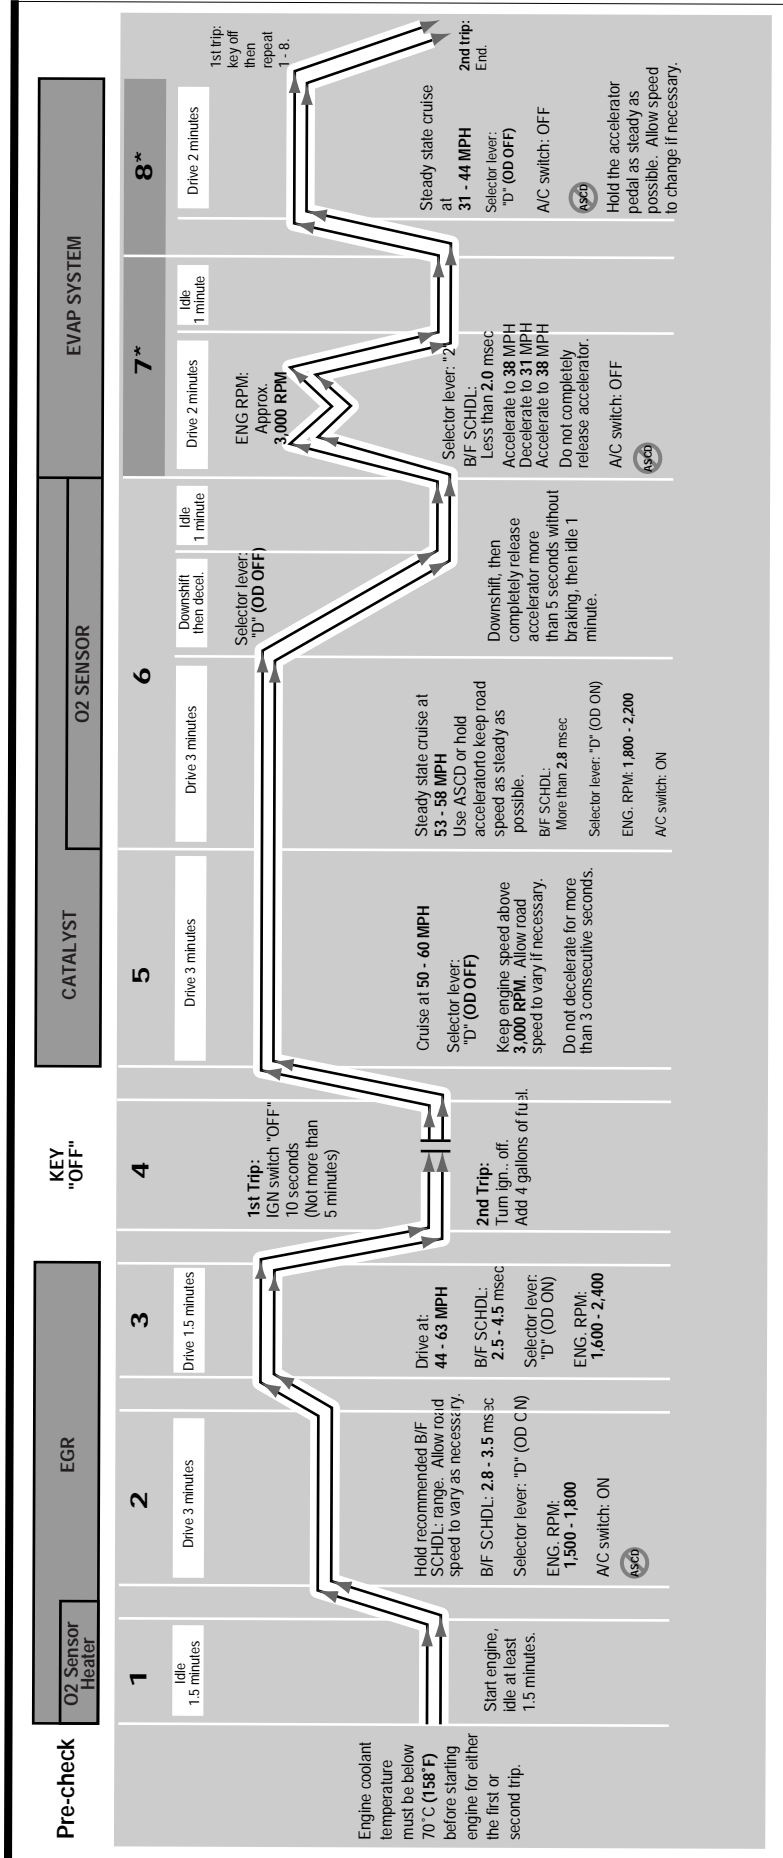 Pre-check
O2 Sensor
Heater
EGR
KEY
"OFF"
CATALYST
O2 SENSOR
EVAP SYSTEM
Engine coolant
temperature
must be below
70˚C (158˚F)
before starting
engine for either
the first or
second trip.
1
Idle
1.5 minutes
Start engine,
idle at least
1.5 minutes.
2
Drive 3 minutes
Hold recommended B/F
SCHDL: range. Allow road
speed to vary as necessary.
B/F SCHDL: 2.8 - 3.5 msec
Selector lever: "D" (OD ON)
ENG. RPM:
1,500 - 1,800
A/C switch: ON
ASCD
3
Drive 1.5 minutes
Drive at:
44 - 63 MPH
B/F SCHDL:
2.5 - 4.5 msec
Selector lever:
"D" (OD ON)
ENG. RPM:
1,600 - 2,400
4
1st Trip:
IGN switch "OFF"
10 seconds
(Not more than
5 minutes)
2nd Trip:
Turn ign.. off.
Add 4 gallons of fuel.
5
Drive 3 minutes
Cruise at 50 - 60 MPH
Selector lever:
"D" (OD OFF)
Keep engine speed above
3,000 RPM. Allow road
speed to vary if necessary.
Do not decelerate for more
than 3 consecutive seconds.
6
Drive 3 minutes
Steady state cruise at
53 - 58 MPH
Use ASCD or hold
acceleratorto keep road
speed as steady as
possible.
B/F SCHDL:
More than 2.8 msec
Selector lever: "D" (OD ON)
ENG. RPM: 1,800 - 2,200
A/C switch: ON
Downshift
then decel.
Selector lever:
"D" (OD OFF)
Downshift, then
completely release
accelerator more
than 5 seconds without
braking, then idle 1
minute.
Idle
1 minute
7*
Drive 2 minutes
ENG RPM:
Approx.
3,000 RPM
Selector lever: "2"
B/F SCHDL:
Less than 2.0 msec
Accelerate to 38 MPH
Decelerate to 31 MPH
Accelerate to 38 MPH
Do not completely
release accelerator.
A/C switch: OFF
ASCD
Idle
1 minute
8*
Drive 2 minutes
Steady state cruise
at
31 - 44 MPH
Selector lever:
"D" (OD OFF)
A/C switch: OFF
ASCD
Hold the accelerator
pedal as steady as
possible. Allow speed
to change if necessary.
1st trip:
key off
then
repeat
1 - 8.
2nd trip:
End.